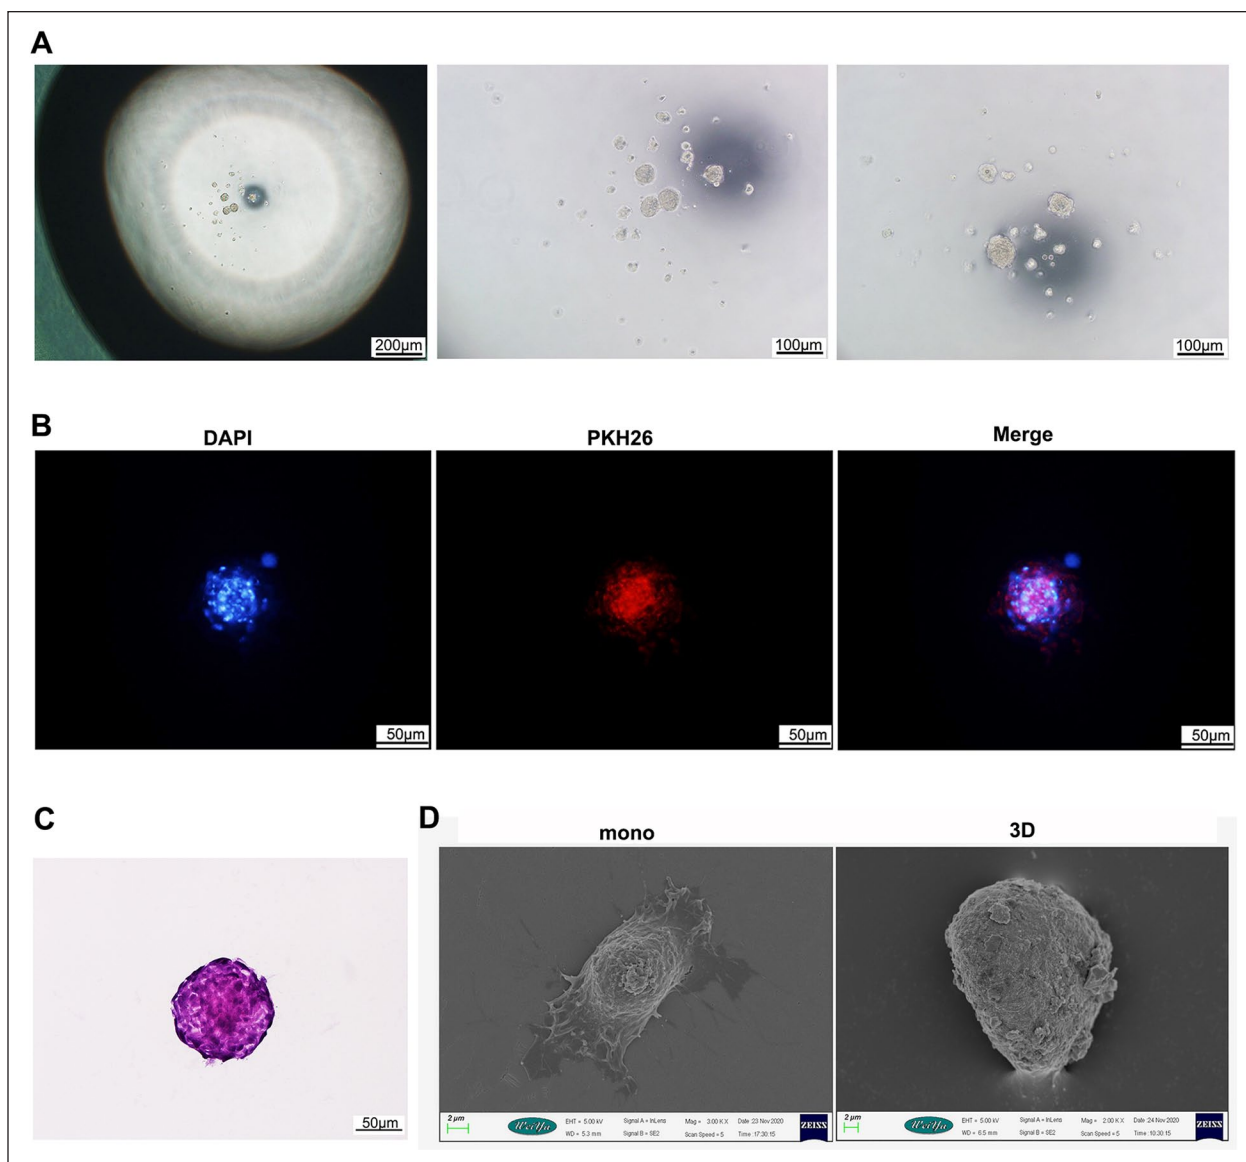 A
200μm
100μm
100μm
B
DAPI
PKH26
Merge
50μm
50μm
50μm
C
50μm
D
mono
3D
2 μm
EHT = 5.00 kV
Signal A = InLens
Mag = 3.00 K X
Date :23 Nov 2020
WD = 5.3 mm
Signal B = SE2
Scan Speed = 5
Time :17:30:15
ZEISS
2 μm
EHT = 5.00 kV
Signal A = InLens
Mag = 2.00 K X
Date :24 Nov 2020
WD = 6.5 mm
Signal B = SE2
Scan Speed = 5
Time :10:30:15
ZEISS